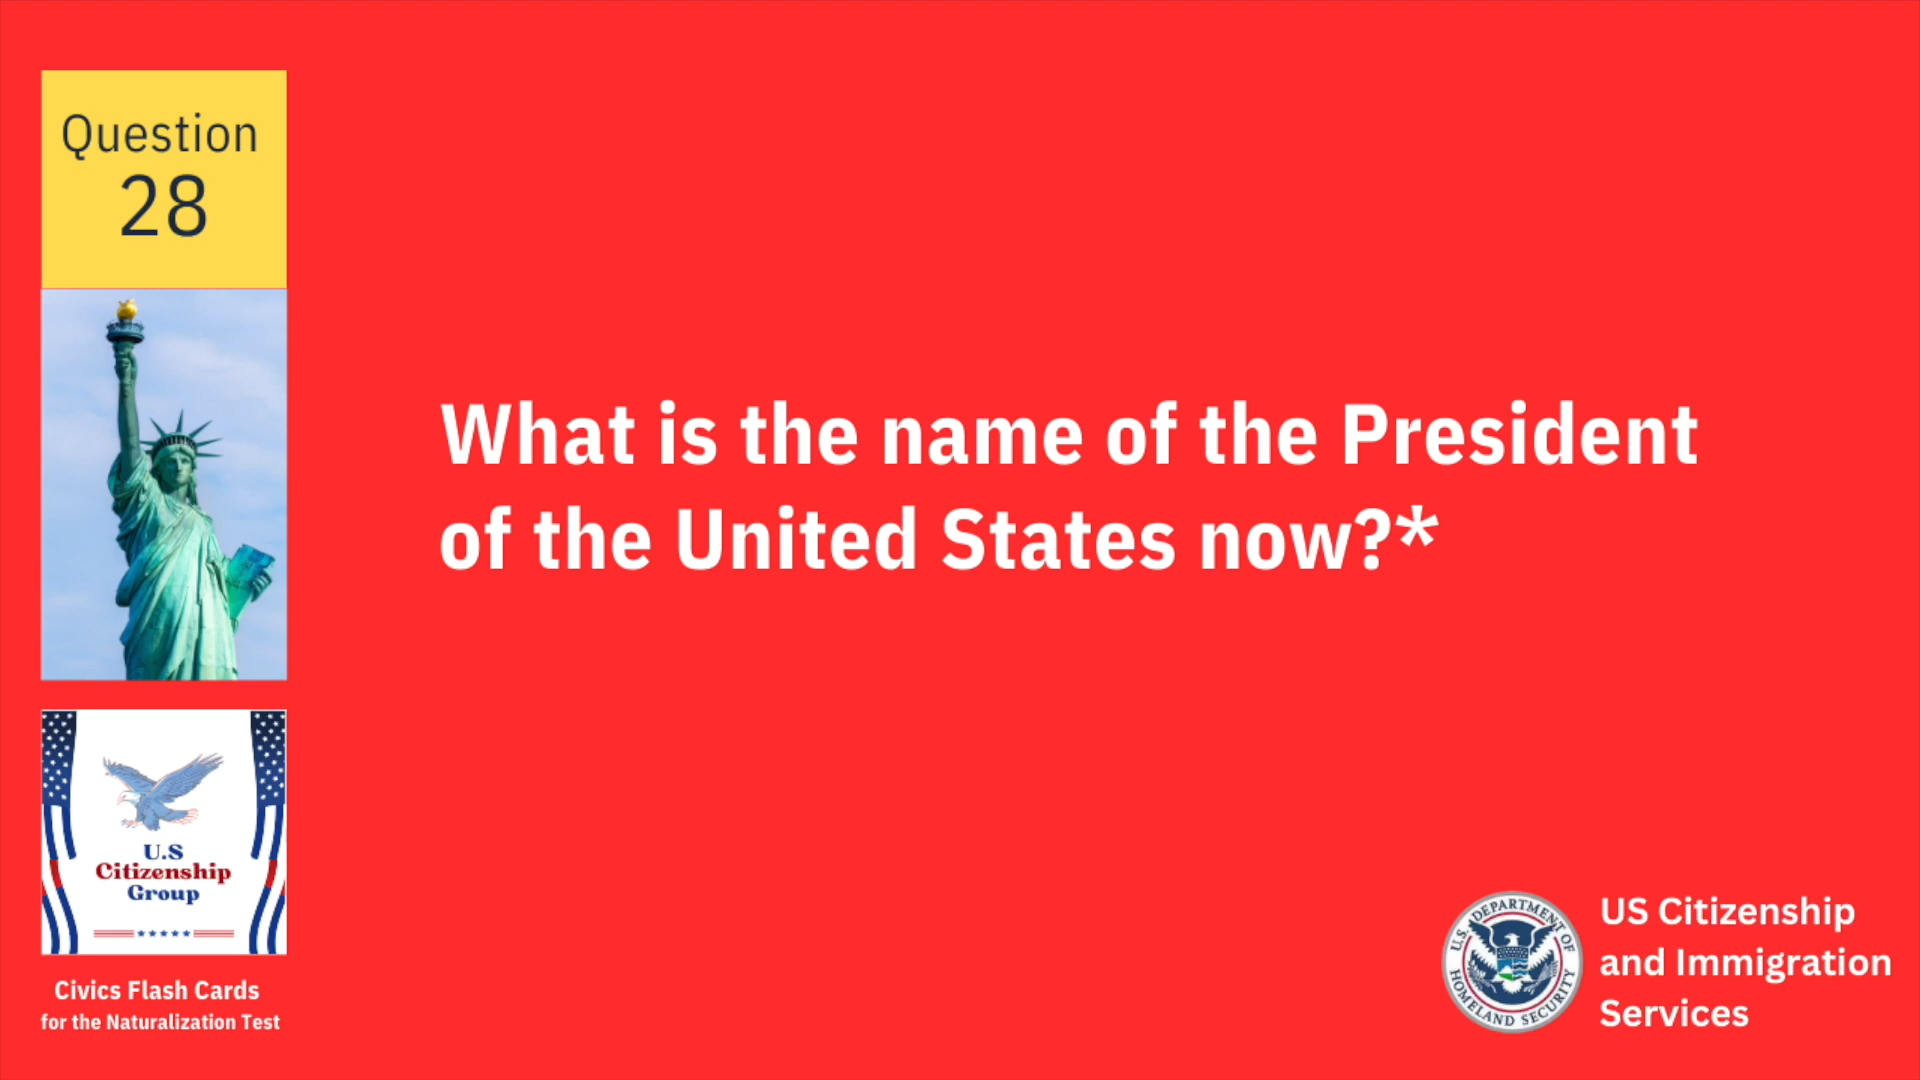 Question
28
What is the name of the President
of the United States now?*
U.S
Citizenship
Group
Civics Flash Cards
for the Naturalization Test
U.S. DEPARTMENT OF
HOMELAND SECURITY
US Citizenship
and Immigration
Services